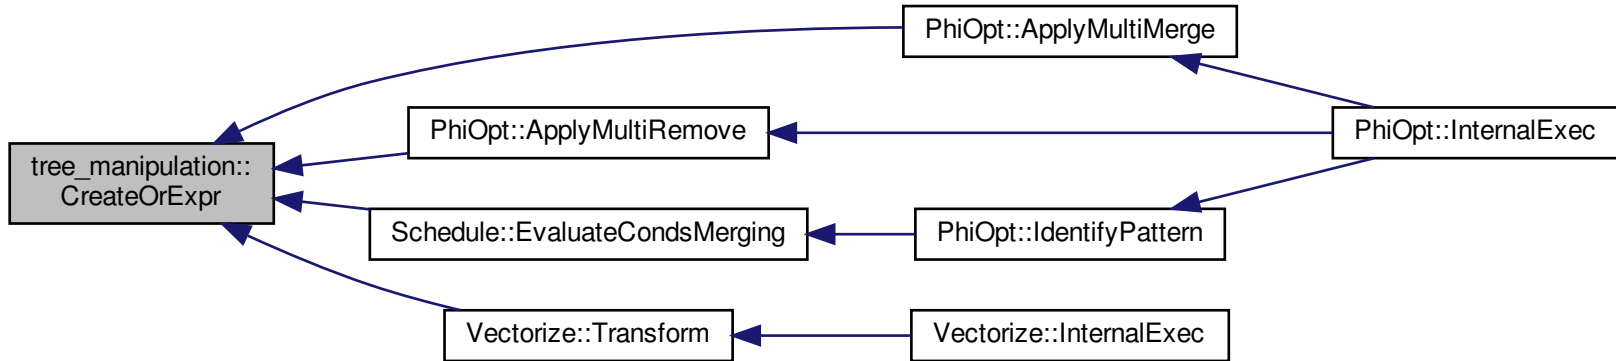 PhiOpt::ApplyMultiMerge
PhiOpt::ApplyMultiRemove
PhiOpt::InternalExec
tree_manipulation::
CreateOrExpr
Schedule::EvaluateCondsMerging
PhiOpt::IdentifyPattern
Vectorize::Transform
Vectorize::InternalExec